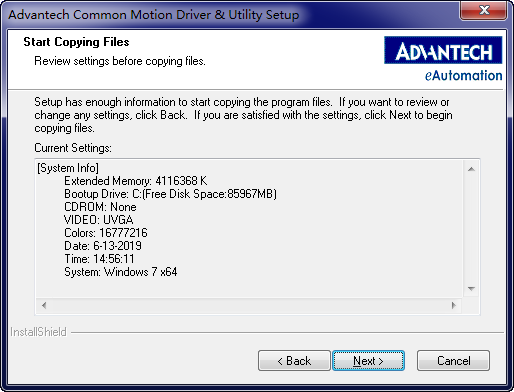 Advantech Common Motion Driver & Utility Setup
Start Copying Files
Review settings before copying files.
ADVANTECH
eAutomation
Setup has enough information to start copying the program files. If you want to review or
change any settings, click Back. If you are satisfied with the settings, click Next to begin
copying files.
Current Settings:
[System Info]
Extended Memory: 4116368 K
Bootup Drive: C:(Free Disk Space:85967MB)
CDROM: None
VIDEO: UVGA
Colors: 16777216
Date: 6-13-2019
Time: 14:56:11
System: Windows 7 x64
InstallShield
< Back
Next >
Cancel